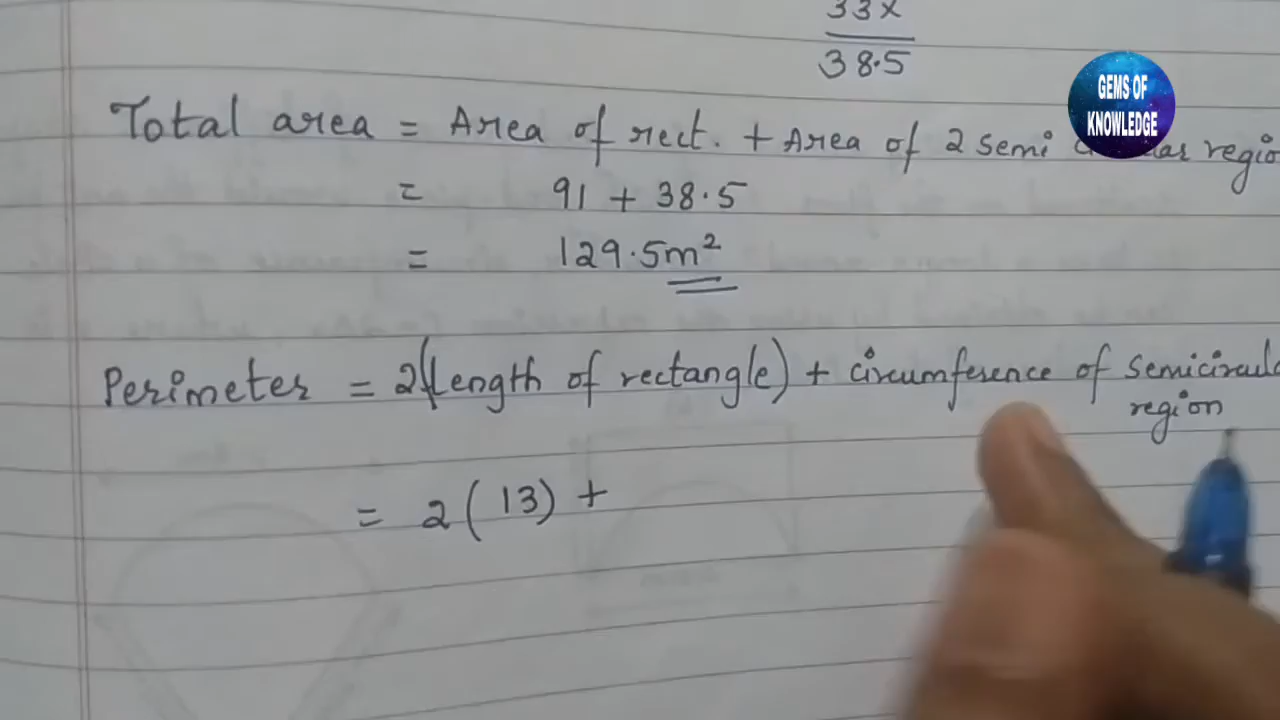 33x
38.5
GEMS OF
KNOWLEDGE
Total area = Area of rect. + Area of 2 semi
= 91 + 38.5
= 129.5m²
Perimeter = 2(Length of rectangle) + circumference of
region
= 2 ( 13) +